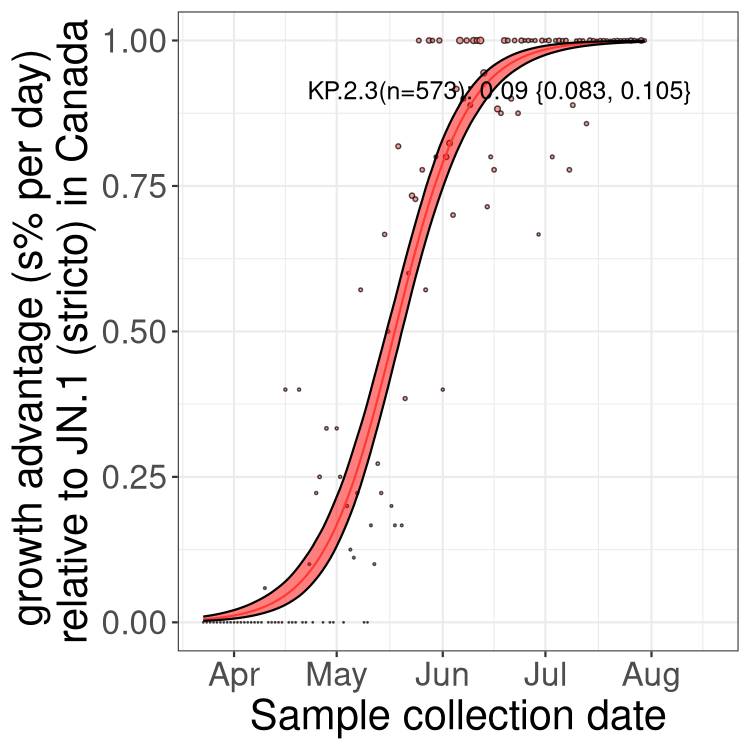 growth advantage (s% per day)
relative to JN.1 (stricto) in Canada
1.00
0.75
0.50
0.25
0.00
KP.2.3(n=573): 0.09 {0.083, 0.105}
Apr May Jun Jul Aug
Sample collection date